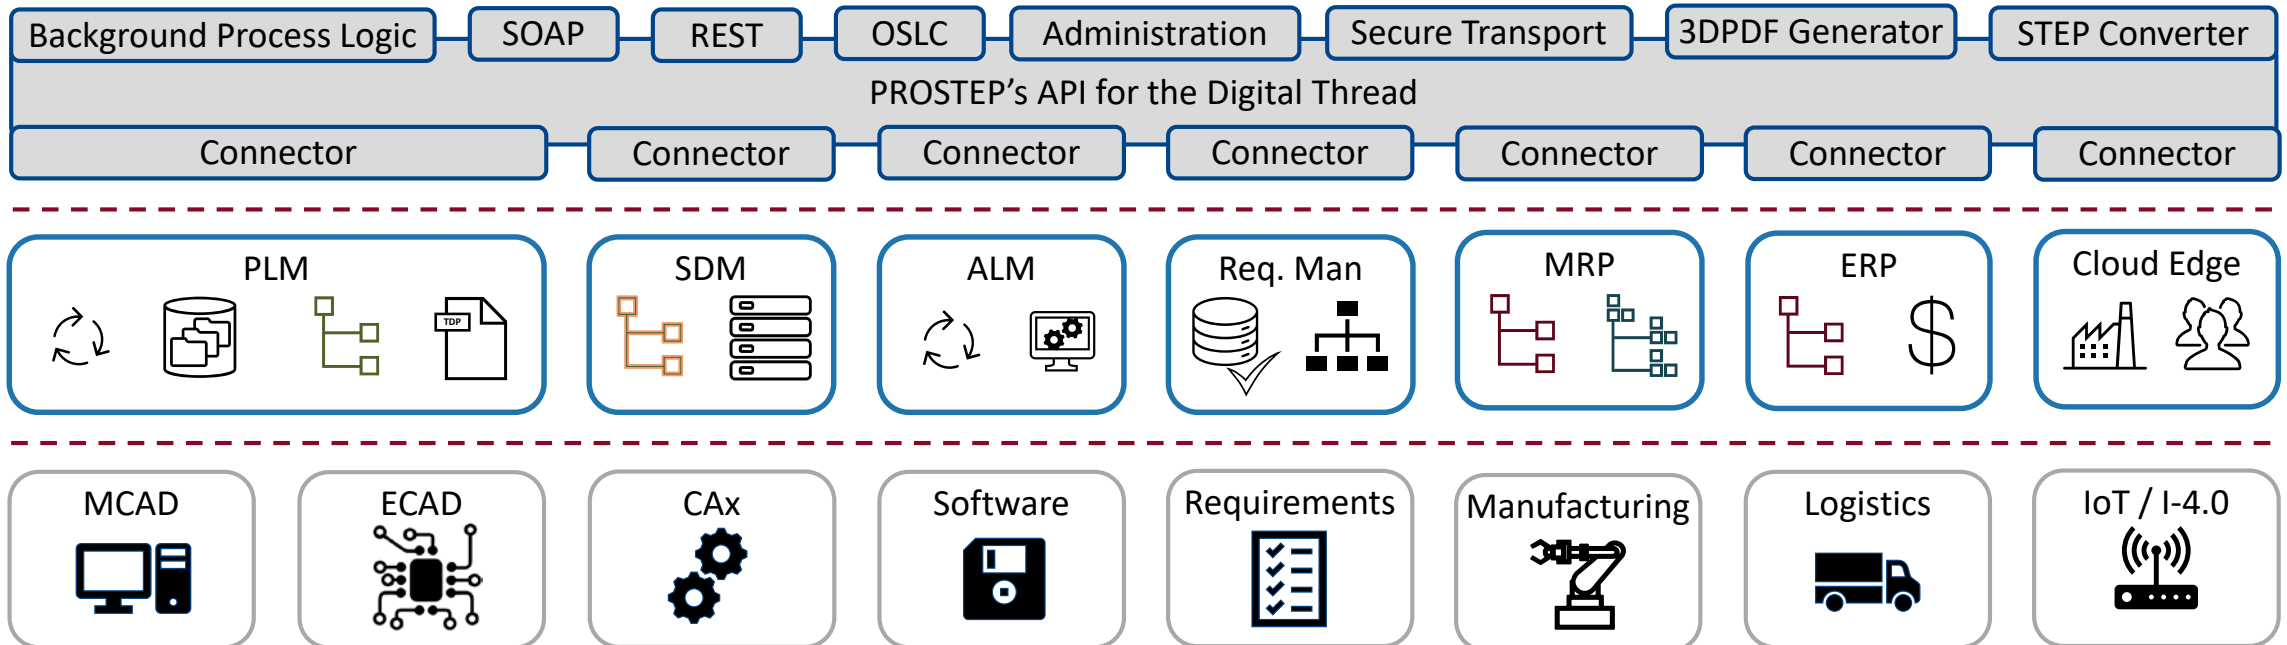 Background Process Logic
SOAP
REST
OSLC
Administration
Secure Transport
3DPDF Generator
STEP Converter
PROSTEP’s API for the Digital Thread
Connector
Connector
Connector
Connector
Connector
Connector
Connector
PLM
SDM
ALM
Req. Man
MRP
ERP
Cloud Edge
TDP
MCAD
ECAD
CAx
Software
Requirements
Manufacturing
Logistics
IoT / I-4.0